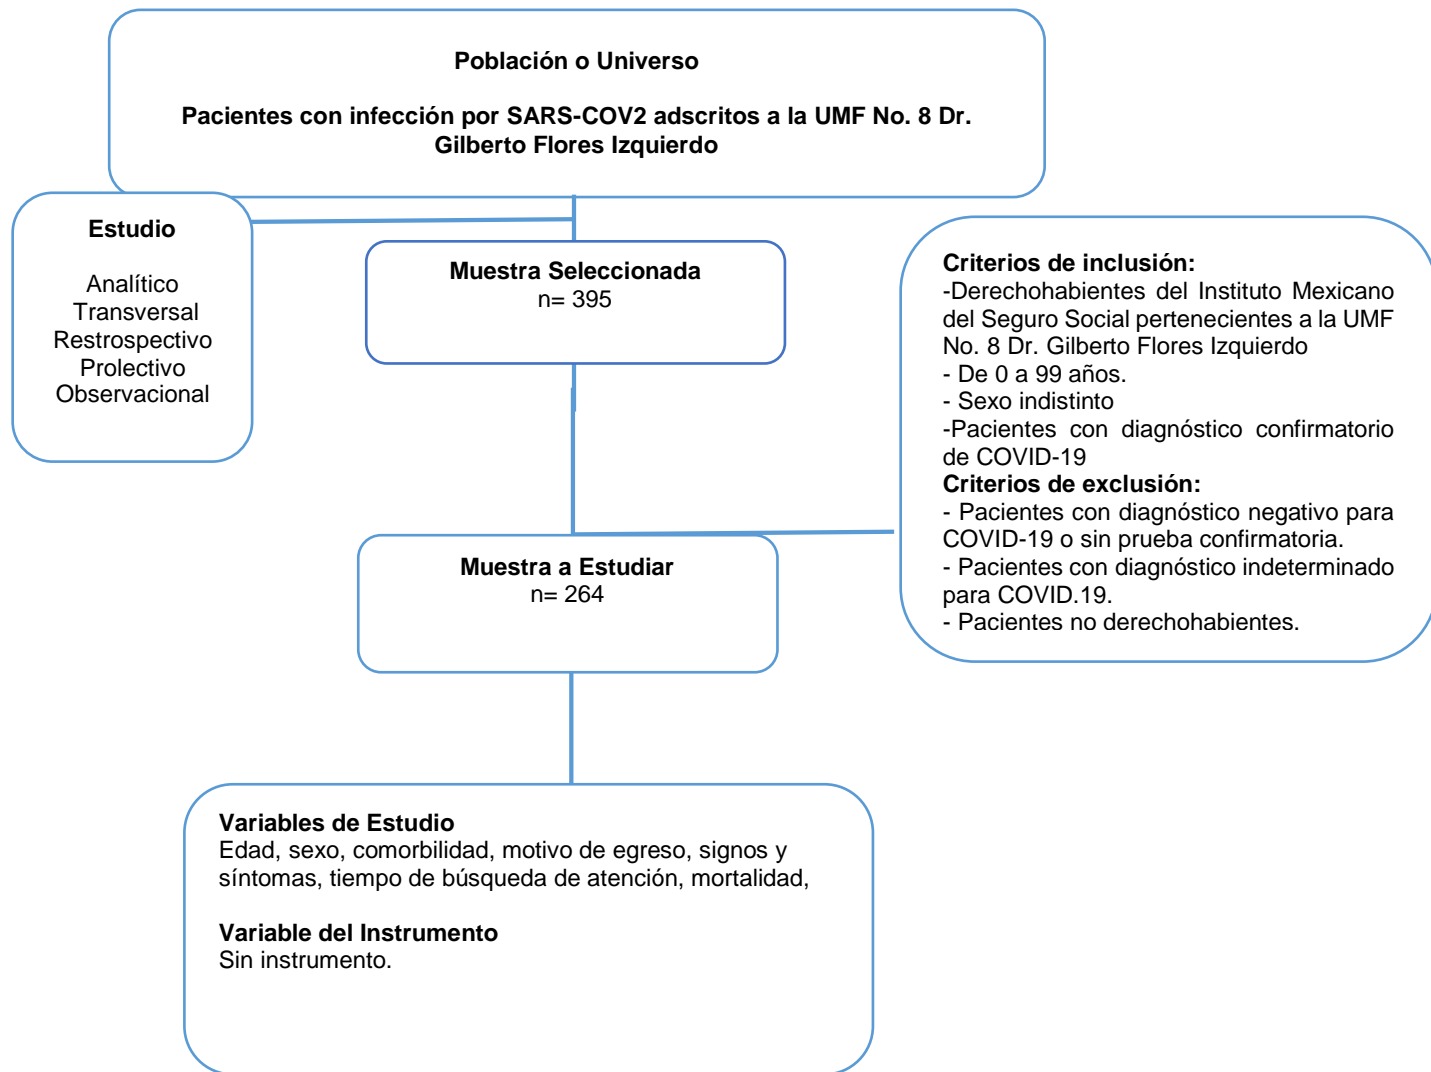 Población o Universo
Pacientes con infección por SARS-COV2 adscritos a la UMF No. 8 Dr.
Gilberto Flores Izquierdo
Estudio
Analítico
Transversal
Restrospectivo
Prolectivo
Observacional
Muestra Seleccionada
n= 395
Criterios de inclusión:
-Derechohabientes del Instituto Mexicano
del Seguro Social pertenecientes a la UMF
No. 8 Dr. Gilberto Flores Izquierdo
- De 0 a 99 años.
- Sexo indistinto
-Pacientes con diagnóstico confirmatorio
de COVID-19
Criterios de exclusión:
- Pacientes con diagnóstico negativo para
COVID-19 o sin prueba confirmatoria.
- Pacientes con diagnóstico indeterminado
para COVID.19.
- Pacientes no derechohabientes.
Muestra a Estudiar
n= 264
Variables de Estudio
Edad, sexo, comorbilidad, motivo de egreso, signos y
síntomas, tiempo de búsqueda de atención, mortalidad,
Variable del Instrumento
Sin instrumento.